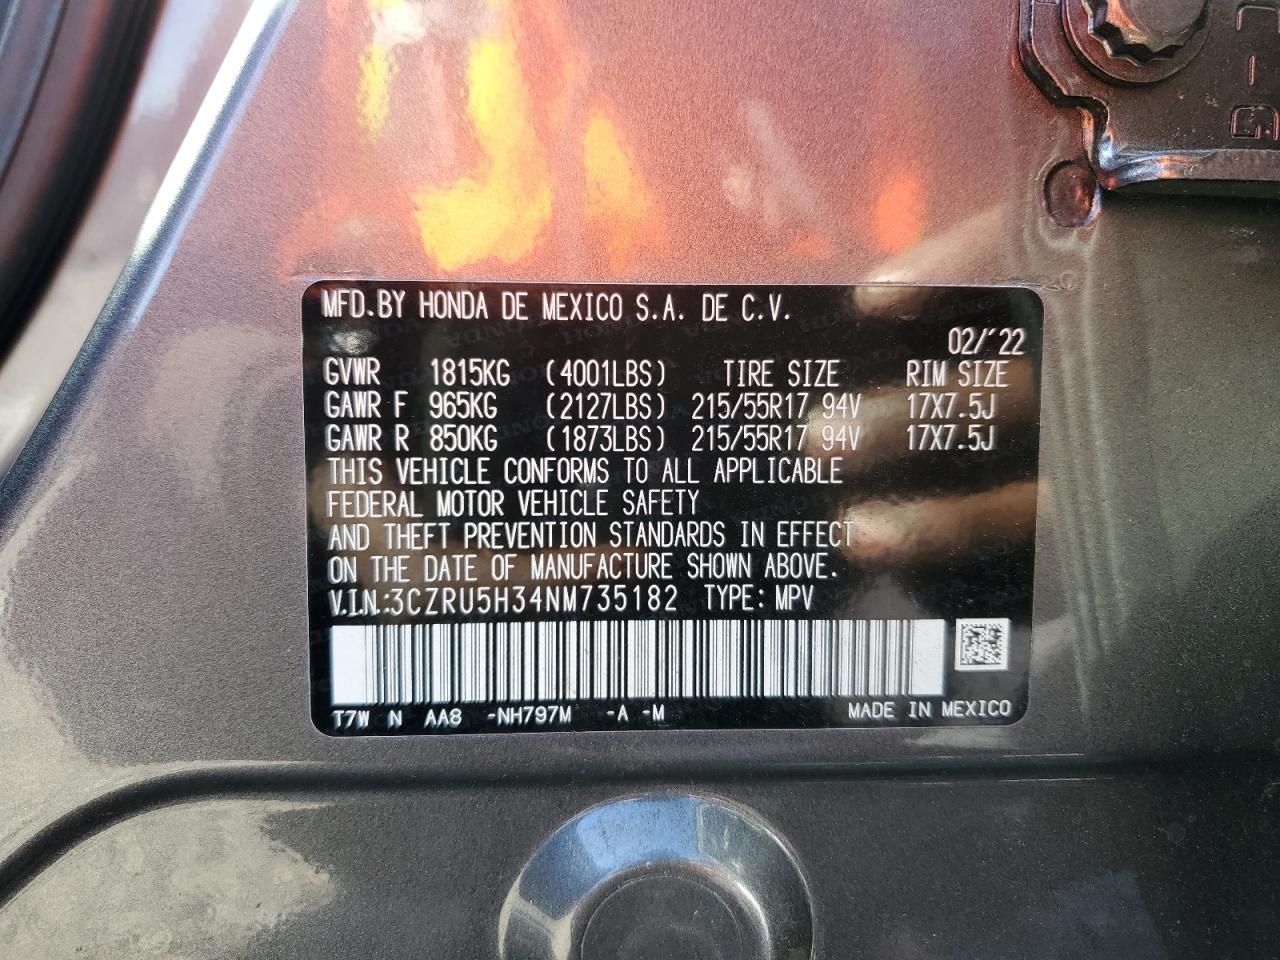 MFD.BY HONDA DE MEXICO S.A. DE C.V.
02/'22
GVWR 1815KG (4001LBS) TIRE SIZE RIM SIZE
GAWR F 965KG (2127LBS) 215/55R17 94V 17X7.5J
GAWR R 850KG (1873LBS) 215/55R17 94V 17X7.5J
THIS VEHICLE CONFORMS TO ALL APPLICABLE
FEDERAL MOTOR VEHICLE SAFETY
AND THEFT PREVENTION STANDARDS IN EFFECT
ON THE DATE OF MANUFACTURE SHOWN ABOVE.
V.I.N.:3CZRU5H34NM735182 TYPE: MPV
T7W N AA8 -NH797M -A -M MADE IN MEXICO